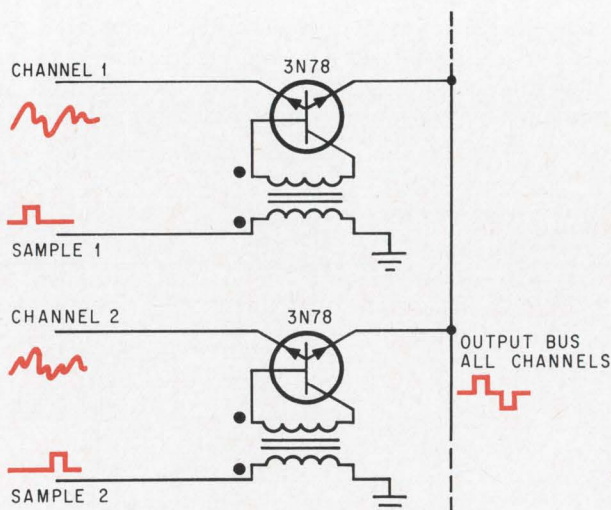 CHANNEL 1
3N78
SAMPLE 1
CHANNEL 2
3N78
OUTPUT BUS
ALL CHANNELS
SAMPLE 2